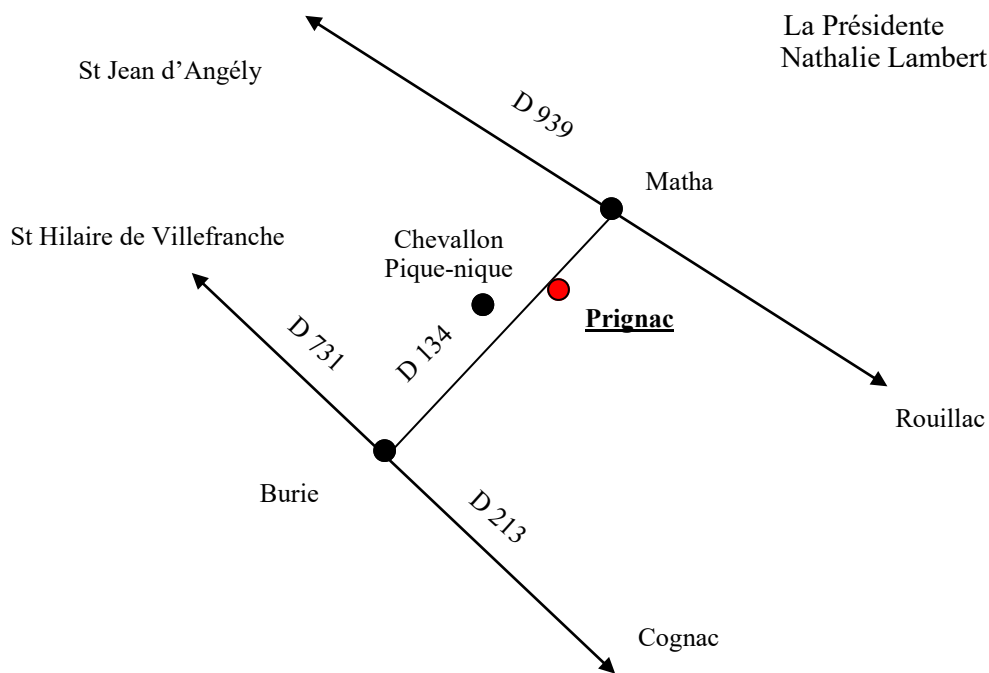 La Présidente
Nathalie Lambert
St Jean d’Angély
D 939
Matha
St Hilaire de Villefranche
Chevallon
Pique-nique
Prignac
D 731
D 134
Rouillac
Burie
D 213
Cognac